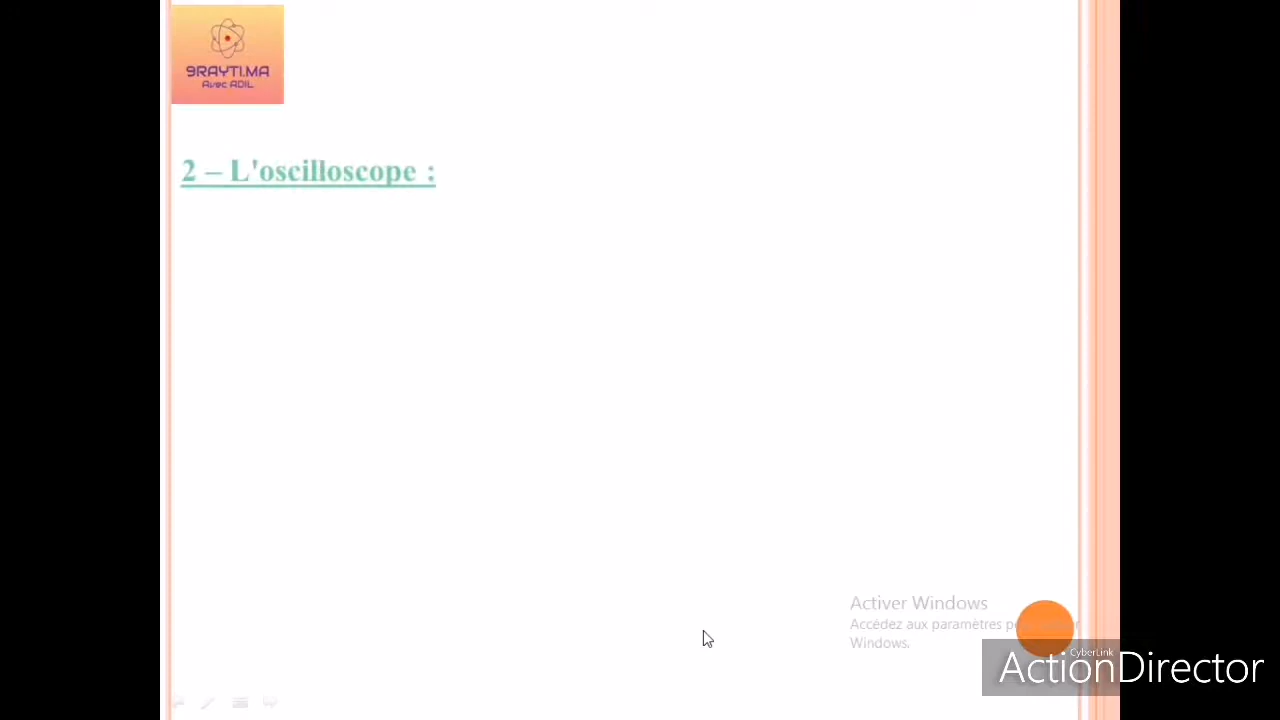 9RAYTI.MA
Avec ADIL
2 – L'oscilloscope :
Activer Windows
Accédez aux paramètres
Windows.
CyberLink
ActionDirector